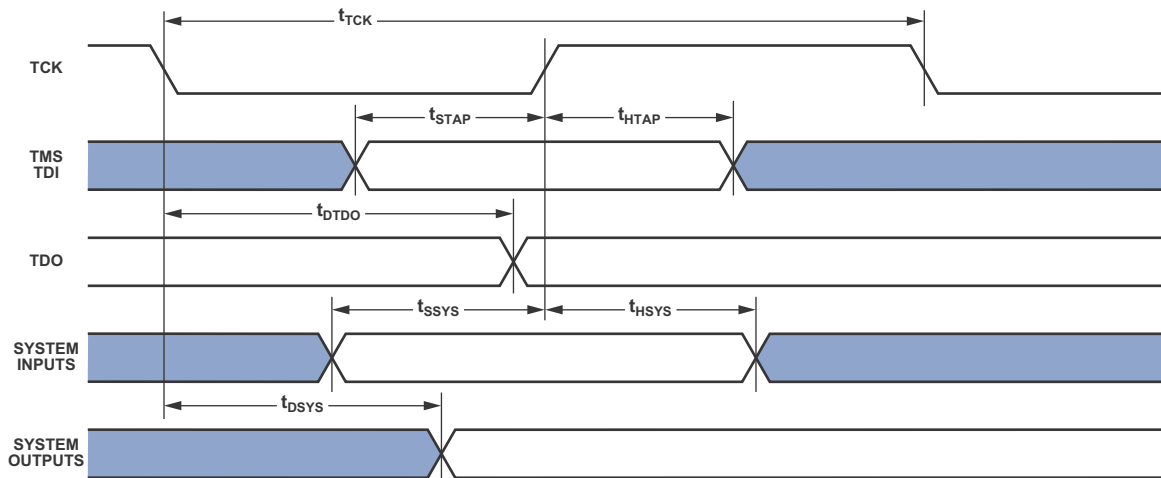 tTCK
TCK
tSTAP
tHTAP
TMS
TDI
tDTDO
TDO
tSSYS
tHSYS
SYSTEM
INPUTS
tDSYS
SYSTEM
OUTPUTS